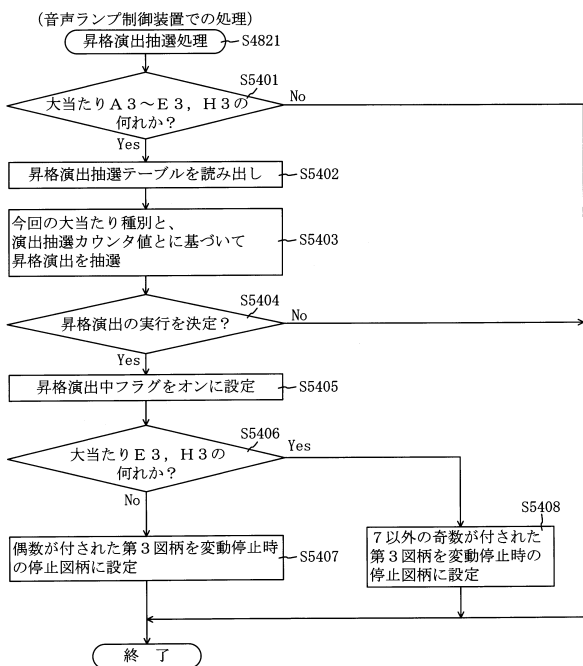 (音声ランプ制御装置での処理)
昇格演出抽選処理
S4821
S5401
大当たりA3～E3，H3の
何れか？
No
Yes
昇格演出抽選テーブルを読み出し
S5402
今回の大当たり種別と、
演出抽選カウンタ値とに基づいて
昇格演出を抽選
S5403
S5404
昇格演出の実行を決定？
No
Yes
昇格演出中フラグをオンに設定
S5405
S5406
大当たりE3，H3の
何れか？
Yes
No
偶数が付された第3図柄を変動停止時
の停止図柄に設定
S5407
S5408
7以外の奇数が付された
第3図柄を変動停止時の
停止図柄に設定
終 了